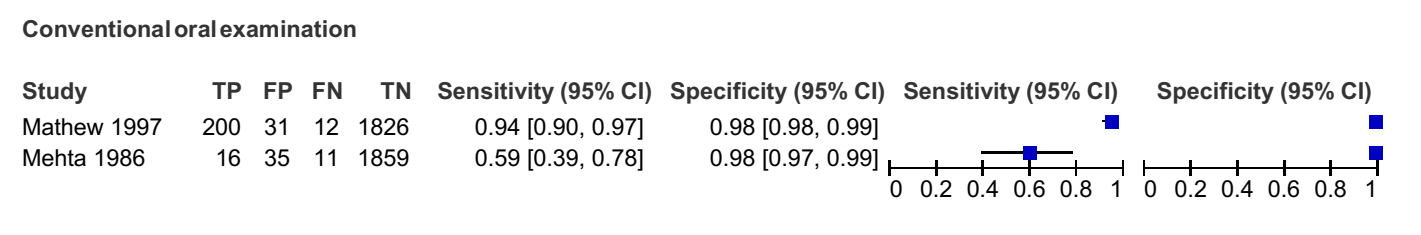 Conventional oral examination
Study TP FP FN TN Sensitivity (95% CI) Specificity (95% CI) Sensitivity (95% CI) Specificity (95% CI)
Mathew 1997 200 31 12 1826 0.94 [0.90, 0.97] 0.98 [0.98, 0.99]
Mehta 1986 16 35 11 1859 0.59 [0.39, 0.78] 0.98 [0.97, 0.99]
0 0.2 0.4 0.6 0.8 1 0 0.2 0.4 0.6 0.8 1